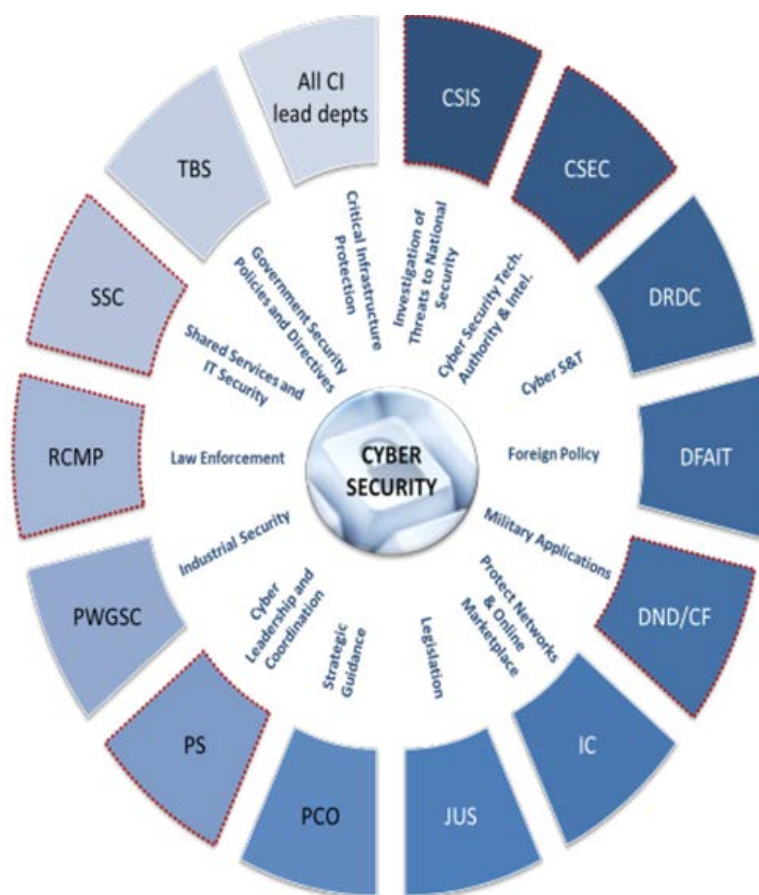 All CI
lead depts
CSIS
CSEC
DRDC
DFAIT
DND/CF
IC
JUS
PCO
PS
PWGSC
RCMP
SSC
TBS
Critical Infrastructure
Protection
Investigation of
Threats to National
Security
Cyber Security Tech.
Authority & Intel.
Cyber S&T
Foreign Policy
Military Applications
Protect Networks
& Online
Marketplace
Legislation
Strategic
Guidance
Cyber
Leadership and
Coordination
Industrial Security
Law Enforcement
Shared Services and
IT Security
Government Security
Policies and Directives
CYBER
SECURITY